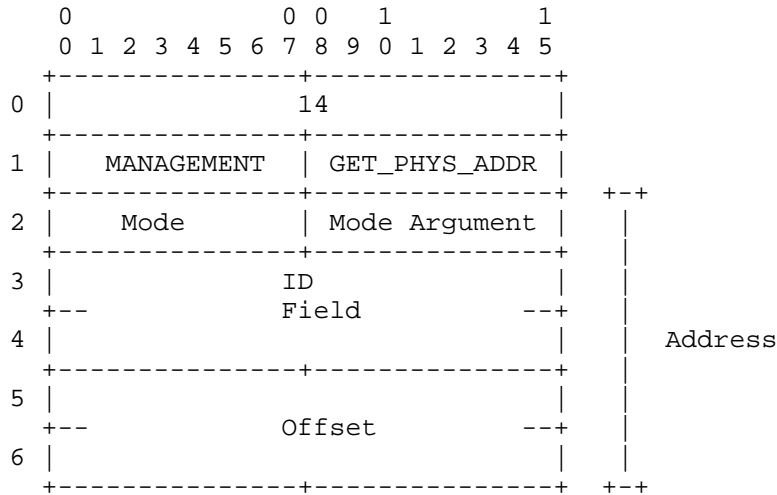 0 0 0 1 1
0 1 2 3 4 5 6 7 8 9 0 1 2 3 4 5
0 14
1 MANAGEMENT GET_PHYS_ADDR
2 Mode Mode Argument
3 ID
Field
4 Address
5
Offset
6